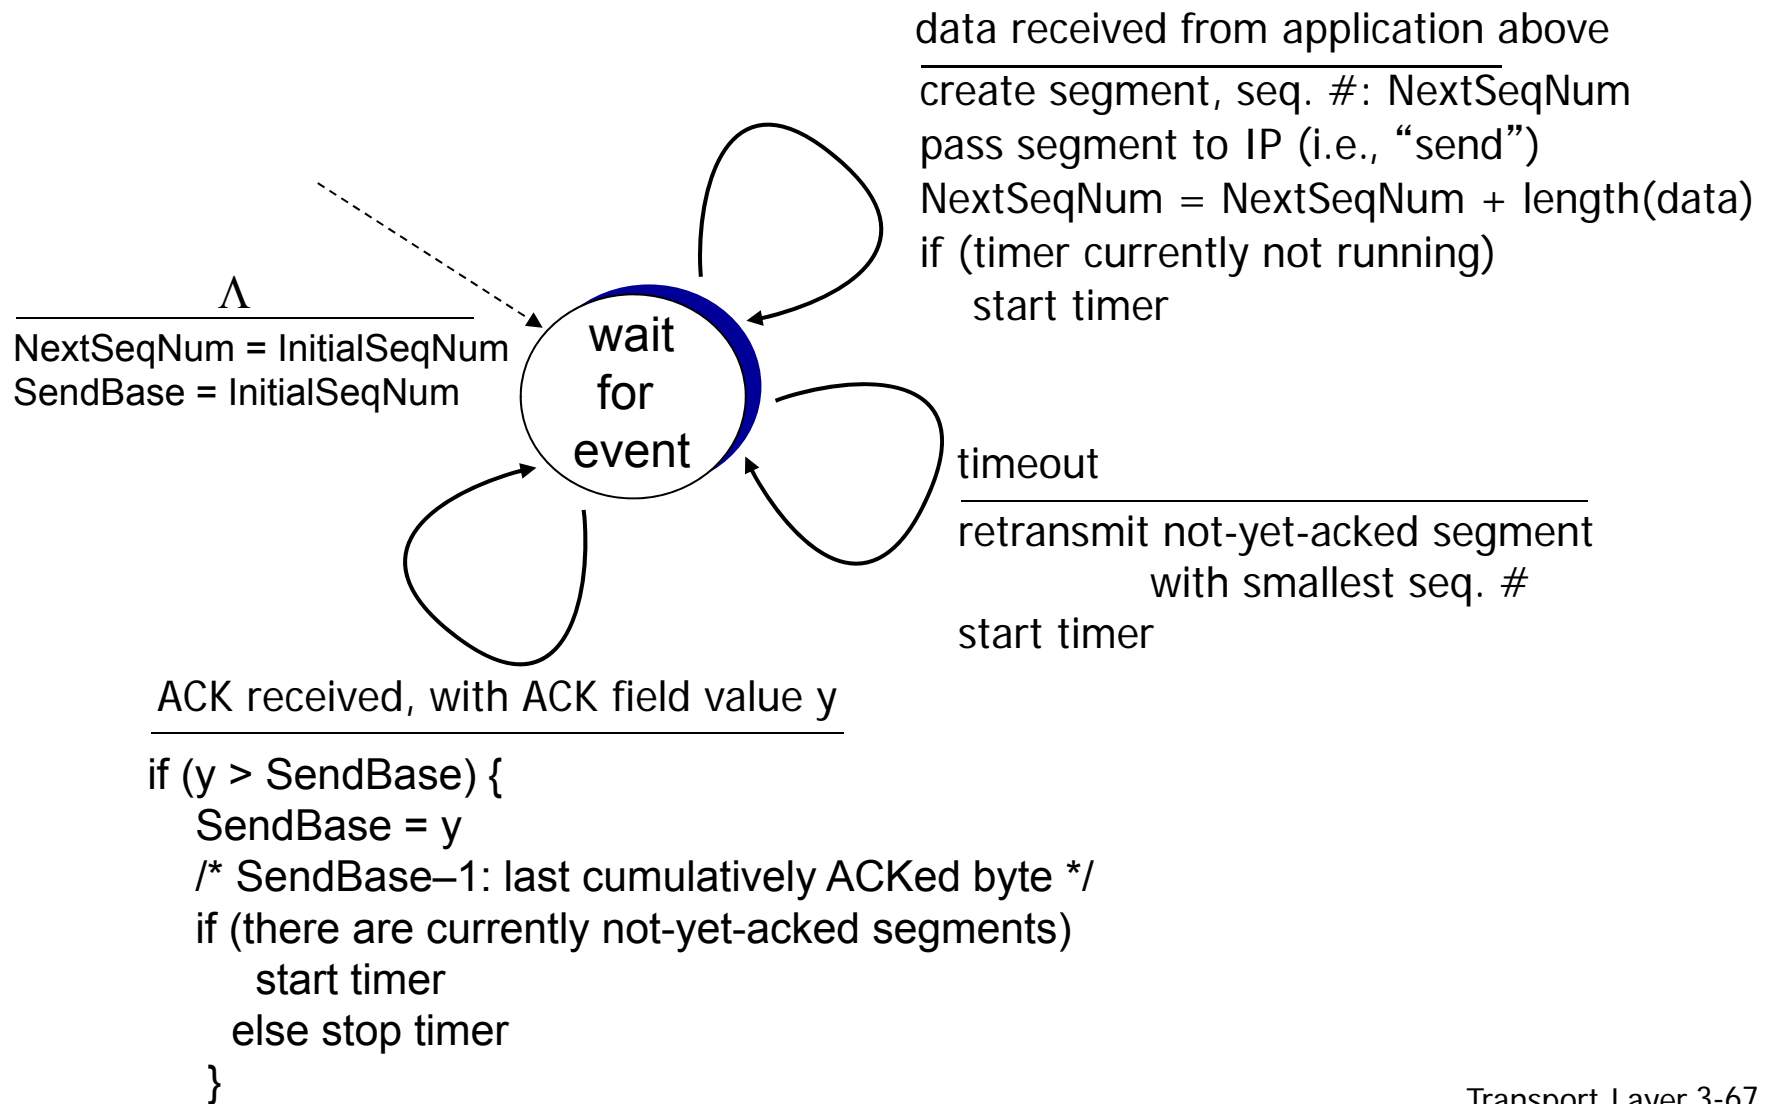 data received from application above
create segment, seq. #: NextSeqNum
pass segment to IP (i.e., “send”)
NextSeqNum = NextSeqNum + length(data)
if (timer currently not running)
start timer
Λ
NextSeqNum = InitialSeqNum
SendBase = InitialSeqNum
wait
for
event
timeout
retransmit not-yet-acked segment
with smallest seq. #
start timer
ACK received, with ACK field value y
if (y > SendBase) {
SendBase = y
/* SendBase–1: last cumulatively ACKed byte */
if (there are currently not-yet-acked segments)
start timer
else stop timer
}
Transport Layer 3-67